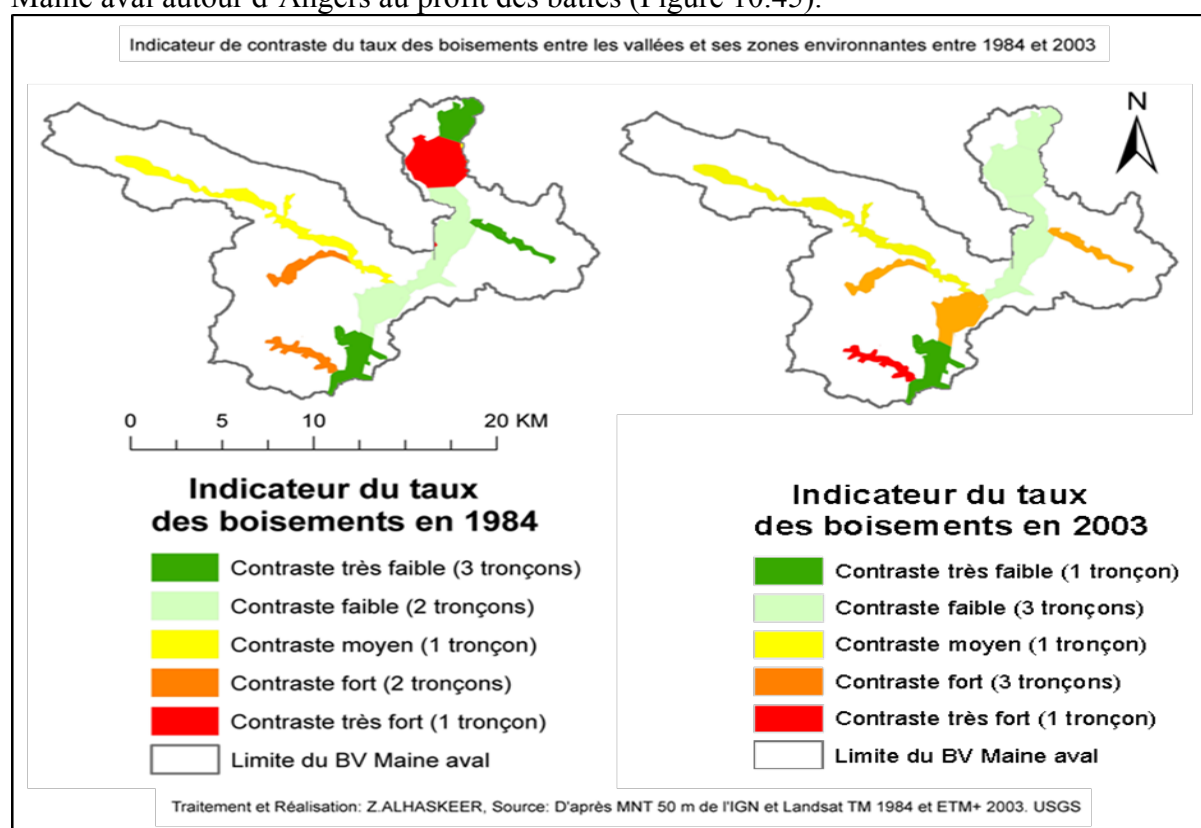 Maine aval autour d'Angers au profit des bâties (Figure 10.45).
Indicateur de contraste du taux des boisements entre les vallées et ses zones environnantes entre 1984 et 2003
N
0 5 10 20 KM
Indicateur du taux
des boisements en 1984
Contraste très faible (3 tronçons)
Contraste faible (2 tronçons)
Contraste moyen (1 tronçon)
Contraste fort (2 tronçons)
Contraste très fort (1 tronçon)
Limite du BV Maine aval
Indicateur du taux
des boisements en 2003
Contraste très faible (1 tronçon)
Contraste faible (3 tronçons)
Contraste moyen (1 tronçon)
Contraste fort (3 tronçons)
Contraste très fort (1 tronçon)
Limite du BV Maine aval
Traitement et Réalisation: Z.ALHASKEER, Source: D'après MNT 50 m de l'IGN et Landsat TM 1984 et ETM+ 2003. USGS